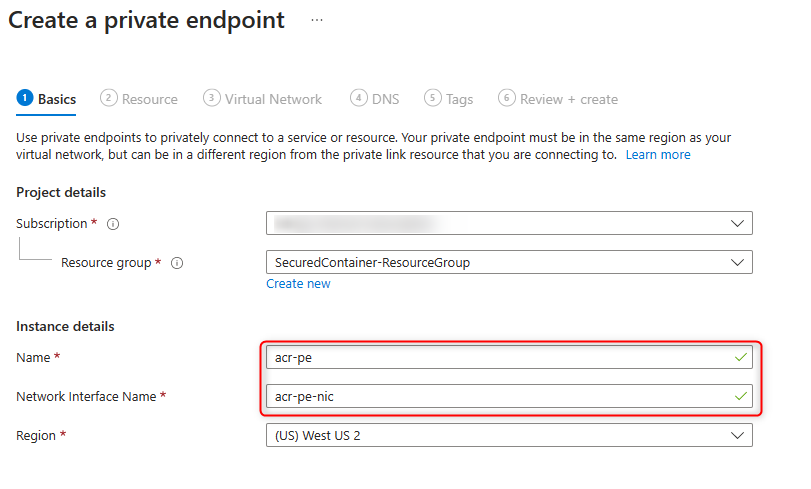 Create a private endpoint ...
1 Basics 2 Resource 3 Virtual Network 4 DNS 5 Tags 6 Review + create
Use private endpoints to privately connect to a service or resource. Your private endpoint must be in the same region as your
virtual network, but can be in a different region from the private link resource that you are connecting to. Learn more
Project details
Subscription *
Resource group * SecuredContainer-ResourceGroup
Create new
Instance details
Name * acr-pe
Network Interface Name * acr-pe-nic
Region * (US) West US 2